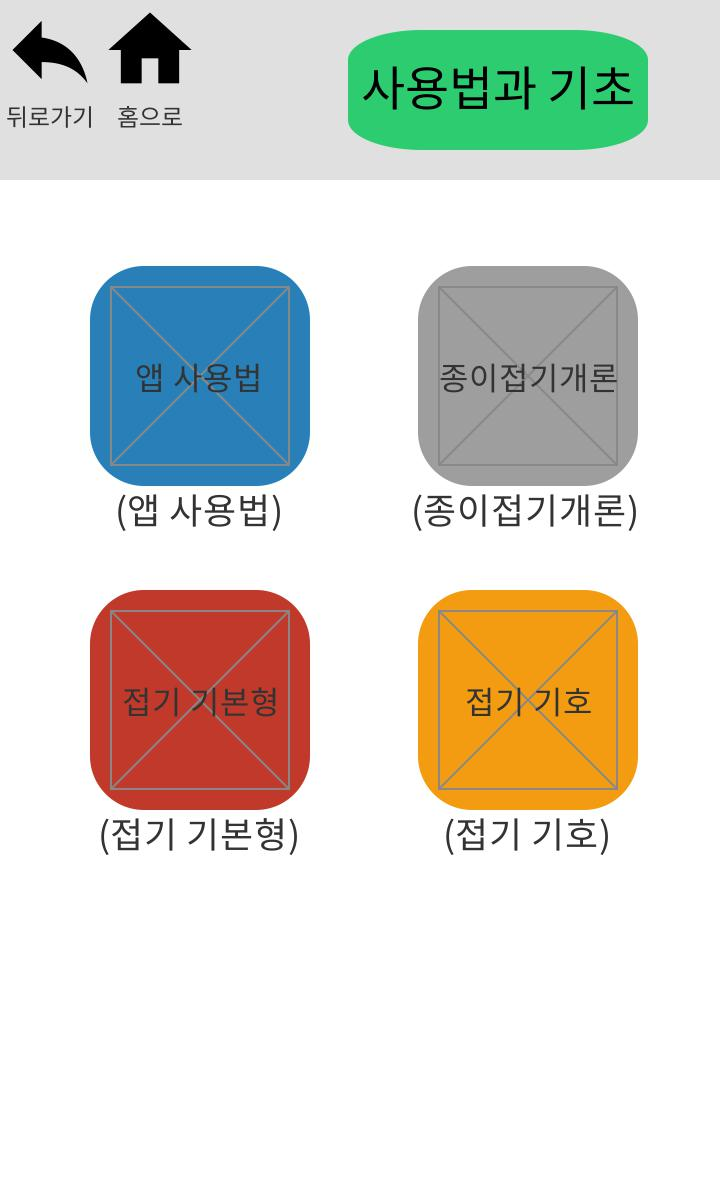 뒤로가기 홈으로
사용법과 기초
앱 사용법
종이접기개론
(앱 사용법)
(종이접기개론)
접기 기본형
접기 기호
(접기 기본형)
(접기 기호)